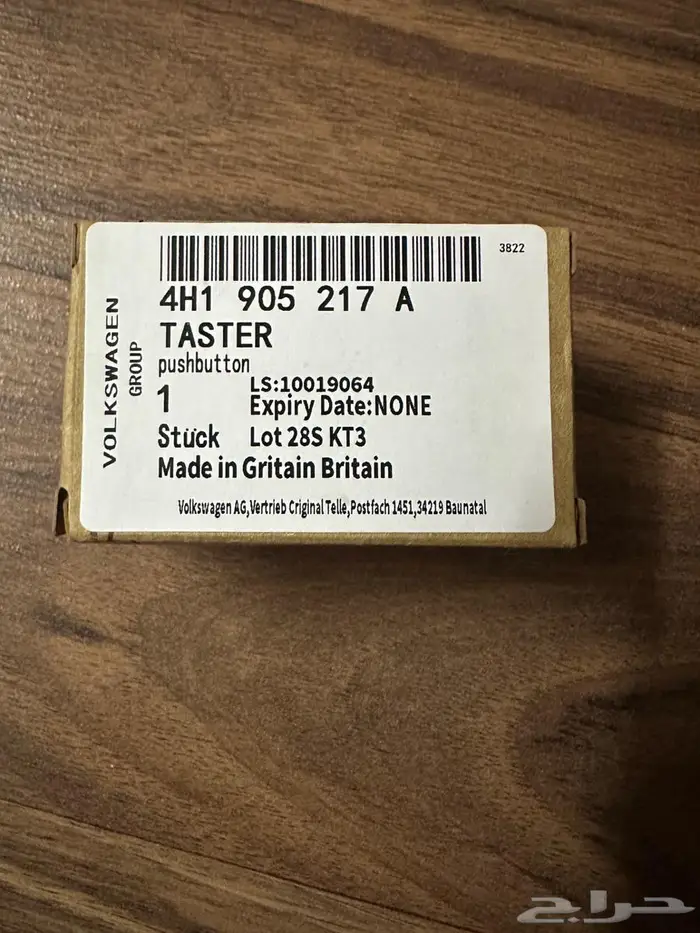 3822
4H1 905 217 A
TASTER
pushbutton
VOLKSWAGEN
GROUP
LS:10019064
1
Expiry Date:NONE
Stück Lot 28S KT3
Made in Gritain Britain
Volkswagen AG,Vertrieb Criginal Telle,Postfach 1451,34219 Baunatal
حراج